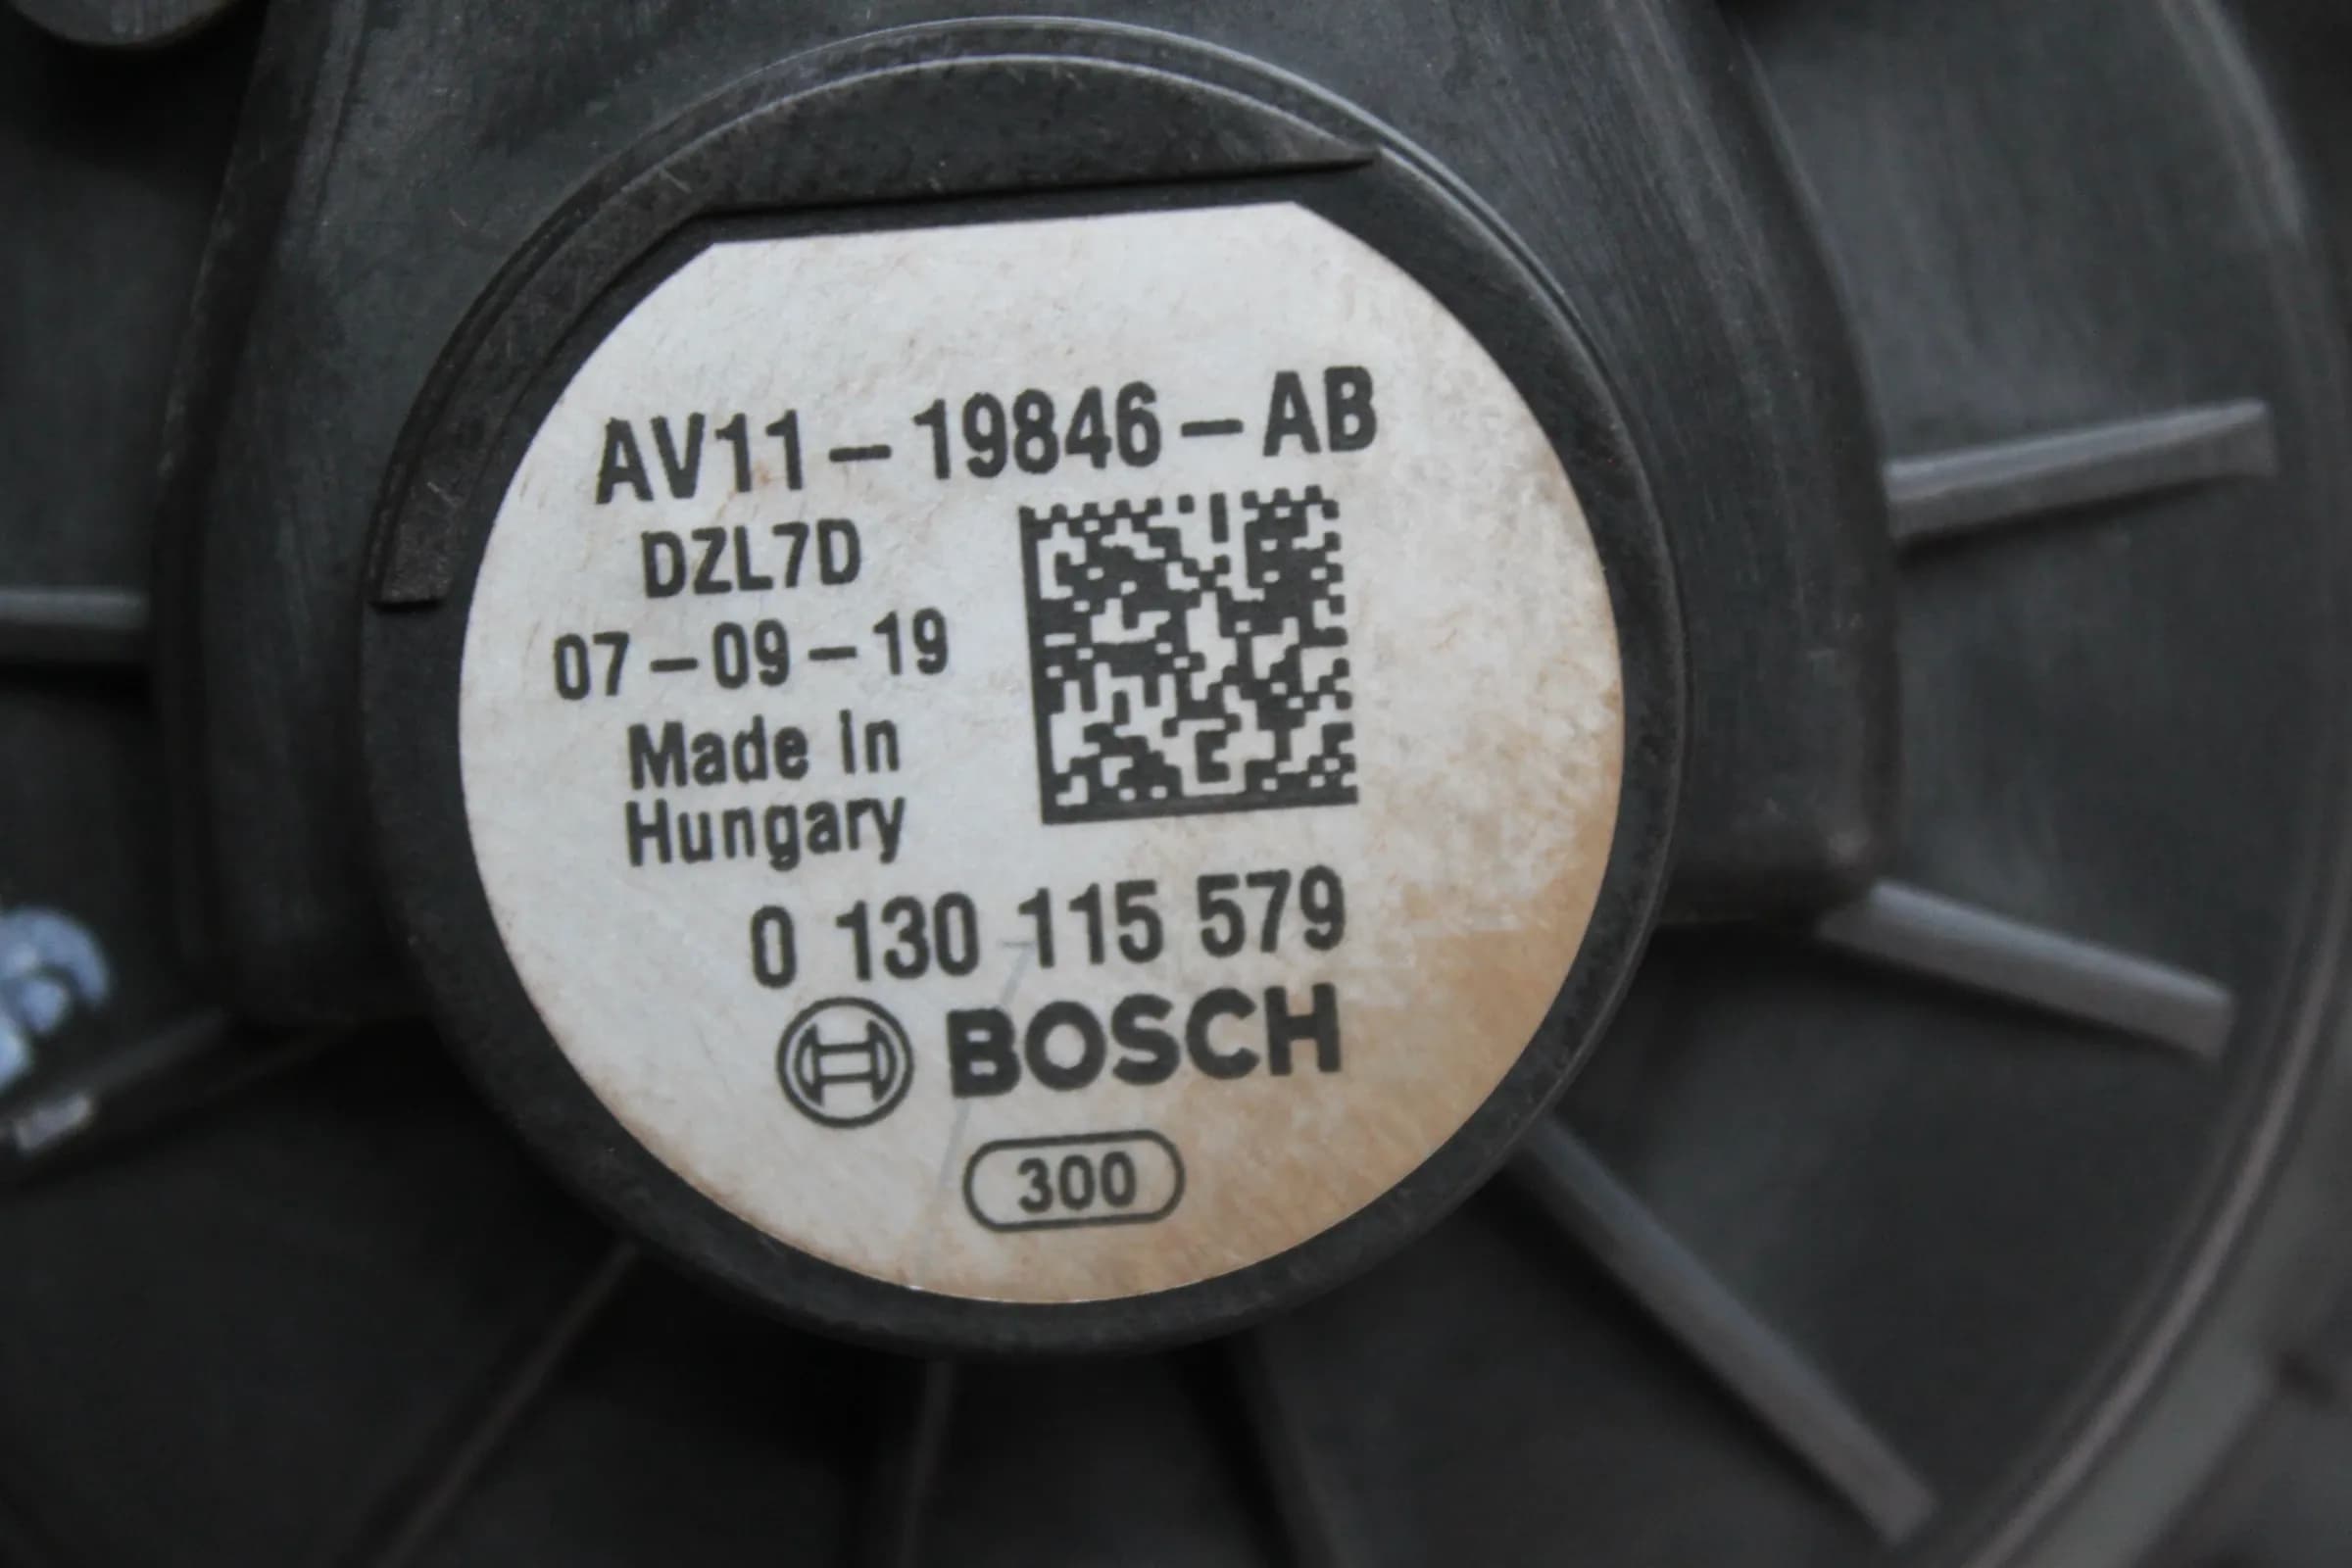 AV11-19846-AB
DZL7D
07-09-19
Made in
Hungary
0 130 115 579
BOSCH
300